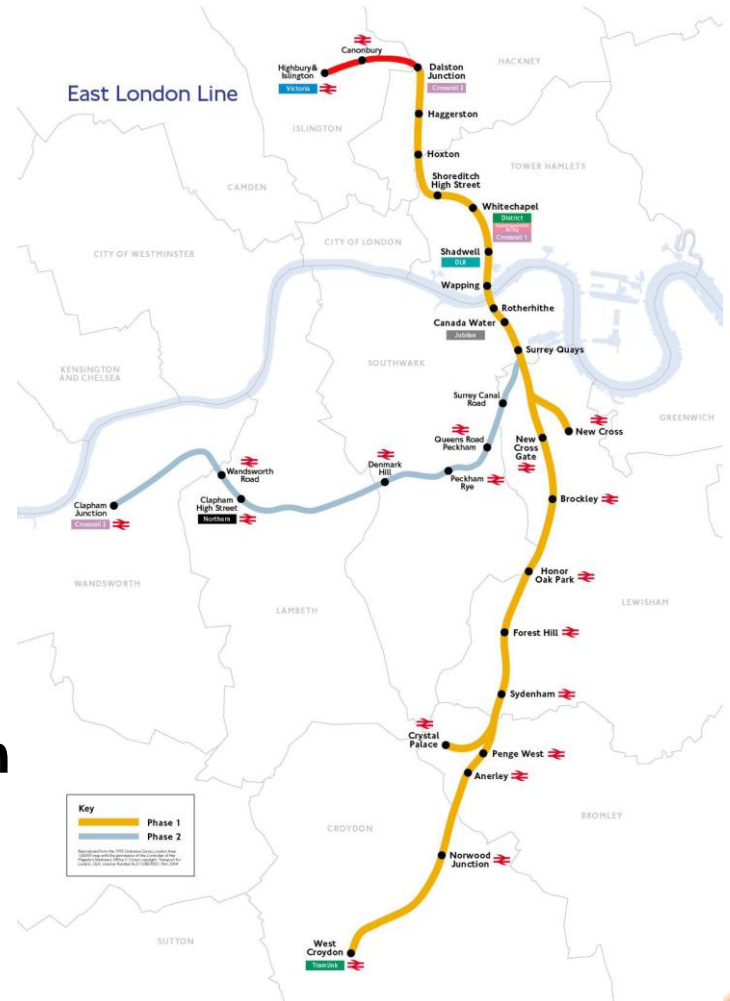 East London Line
Canonbury
Highbury &
Islington
Victoria
Dalston
Junction
Crossrail 2
HACKNEY
Haggerston
ISLINGTON
Hoxton
TOWER HAMLETS
Shoreditch
High Street
CAMDEN
Whitechapel
District
Crossrail 1
CITY OF LONDON
CITY OF WESTMINSTER
Shadwell
DLR
Wapping
Rotherhithe
Canada Water
Jubilee
Surrey Quays
SOUTHWARK
KENSINGTON
AND CHELSEA
Surrey Canal
Road
GREENWICH
New Cross
Queens Road
Peckham
New
Cross
Gate
Denmark
Hill
Peckham
Rye
Wandsworth
Road
Clapham
High Street
Northern
Clapham
Junction
Crossrail 2
Brockley
Honor
Oak Park
WANDSWORTH
LAMBETH
LEWISHAM
Forest Hill
Sydenham
Crystal
Palace
Penge West
Anerley
n
Key
Phase 1
Phase 2
CROYDON
BROMLEY
Norwood
Junction
SUTTON
West
Croydon
Tramlink